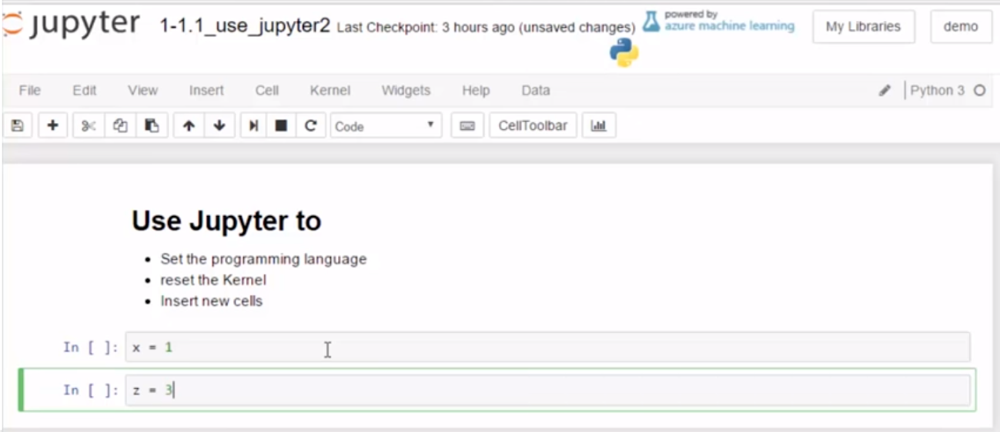 jupyter 1-1.1_use_jupyter2 Last Checkpoint: 3 hours ago (unsaved changes) powered by azure machine learning My Libraries demo
File Edit View Insert Cell Kernel Widgets Help Data Python 3
Code CellToolbar
Use Jupyter to
Set the programming language
reset the Kernel
Insert new cells
In [ ]: x = 1
In [ ]: z = 3